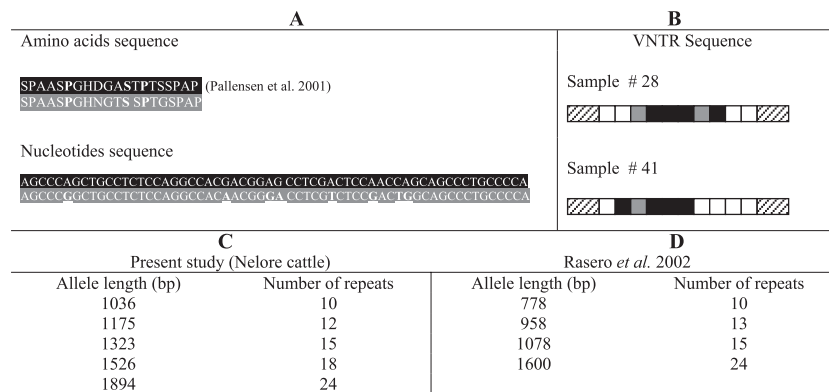 A
Amino acids sequence
SPAASPGHDGASTPTSSPAP (Pallensen et al. 2001)
SPAASPGHNGTS SPTGSPAP
Nucleotides sequence
AGCCCAGCTGCCTCTCCAGGCCACGACGGAG CCTCGACTCCAACCAGCAGCCCTGCCCCA
AGCCCGGCTGCCTCTCCAGGCCACAACGGGACCTCGTCTCCGACTGGCAGCCCTGCCCCA
B
VNTR Sequence
Sample # 28
Sample # 41
C
Present study (Nelore cattle)
Allele length (bp) Number of repeats
1036 10
1175 12
1323 15
1526 18
1894 24
D
Rasero et al. 2002
Allele length (bp) Number of repeats
778 10
958 13
1078 15
1600 24